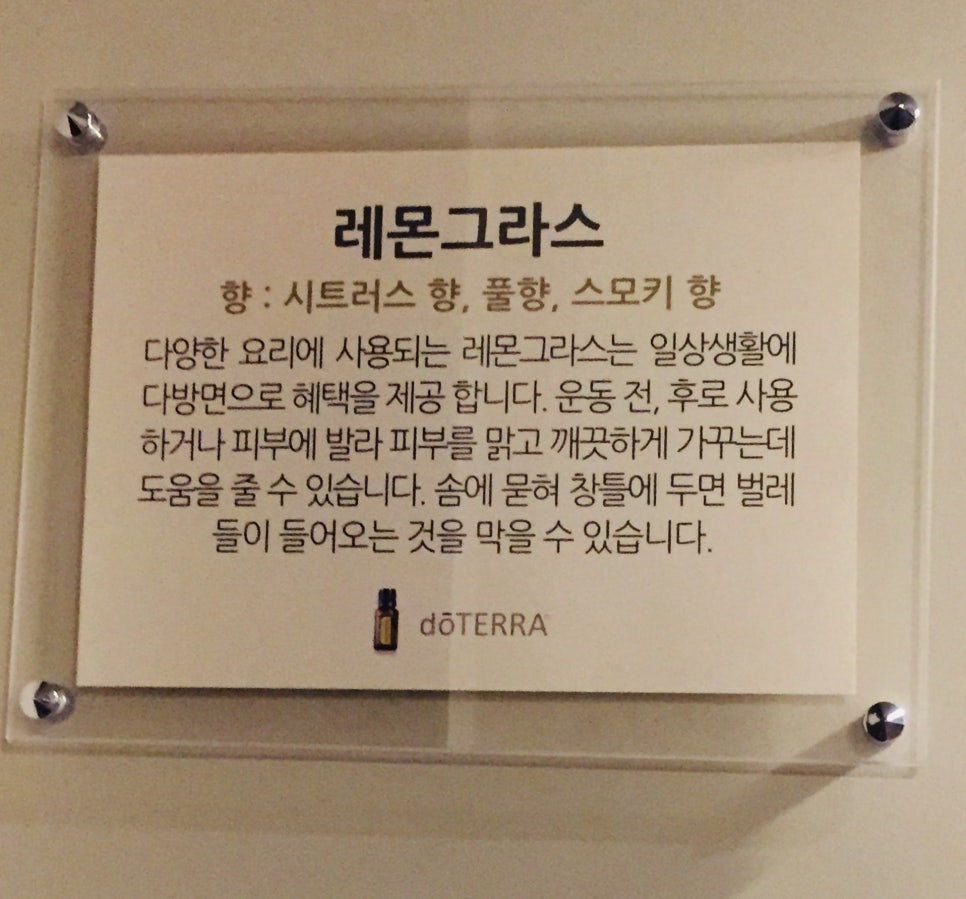 레몬그라스
향 : 시트러스 향, 풀향, 스모키 향
다양한 요리에 사용되는 레몬그라스는 일상생활에
다방면으로 혜택을 제공 합니다. 운동 전, 후로 사용
하거나 피부에 발라 피부를 맑고 깨끗하게 가꾸는데
도움을 줄 수 있습니다. 솜에 묻혀 창틀에 두면 벌레
들이 들어오는 것을 막을 수 있습니다.
dōTERRA